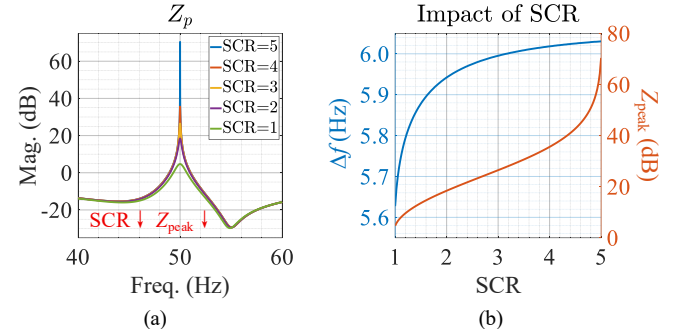 Z_p
Mag. (dB)
60
40
20
0
-20
SCR=5
SCR=4
SCR=3
SCR=2
SCR=1
SCR ↓ Z_peak ↓
40 50 60
Freq. (Hz)
(a)
Impact of SCR
Δf (Hz)
6.0
5.9
5.8
5.7
5.6
80
60
40
20
0
Z_peak (dB)
1 2 3 4 5
SCR
(b)